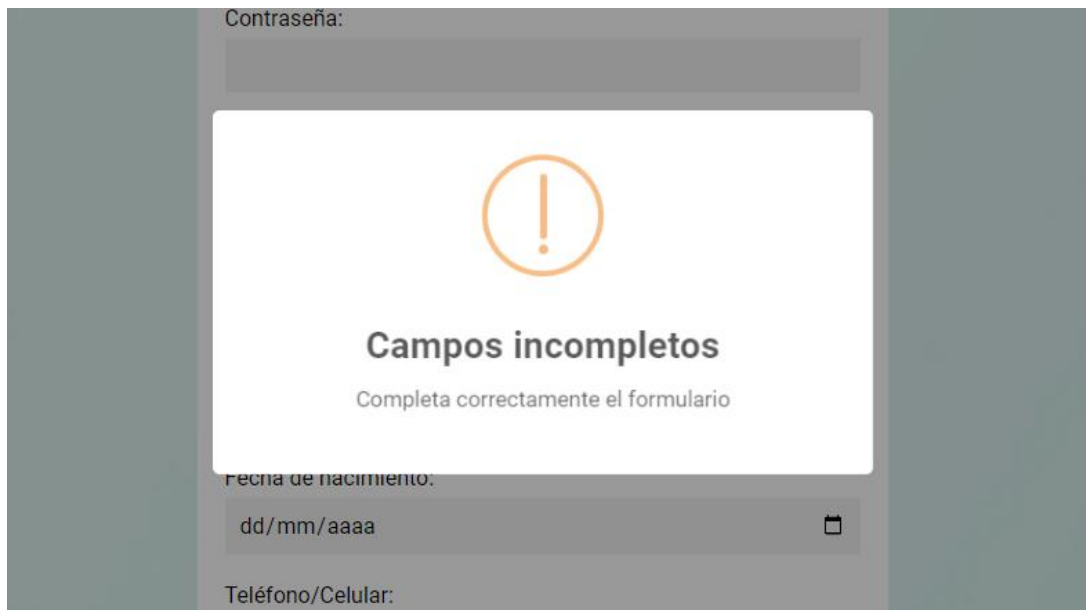 Contraseña:
Campos incompletos
Completa correctamente el formulario
Fecha de nacimiento:
dd/mm/aaaa
Teléfono/Celular: